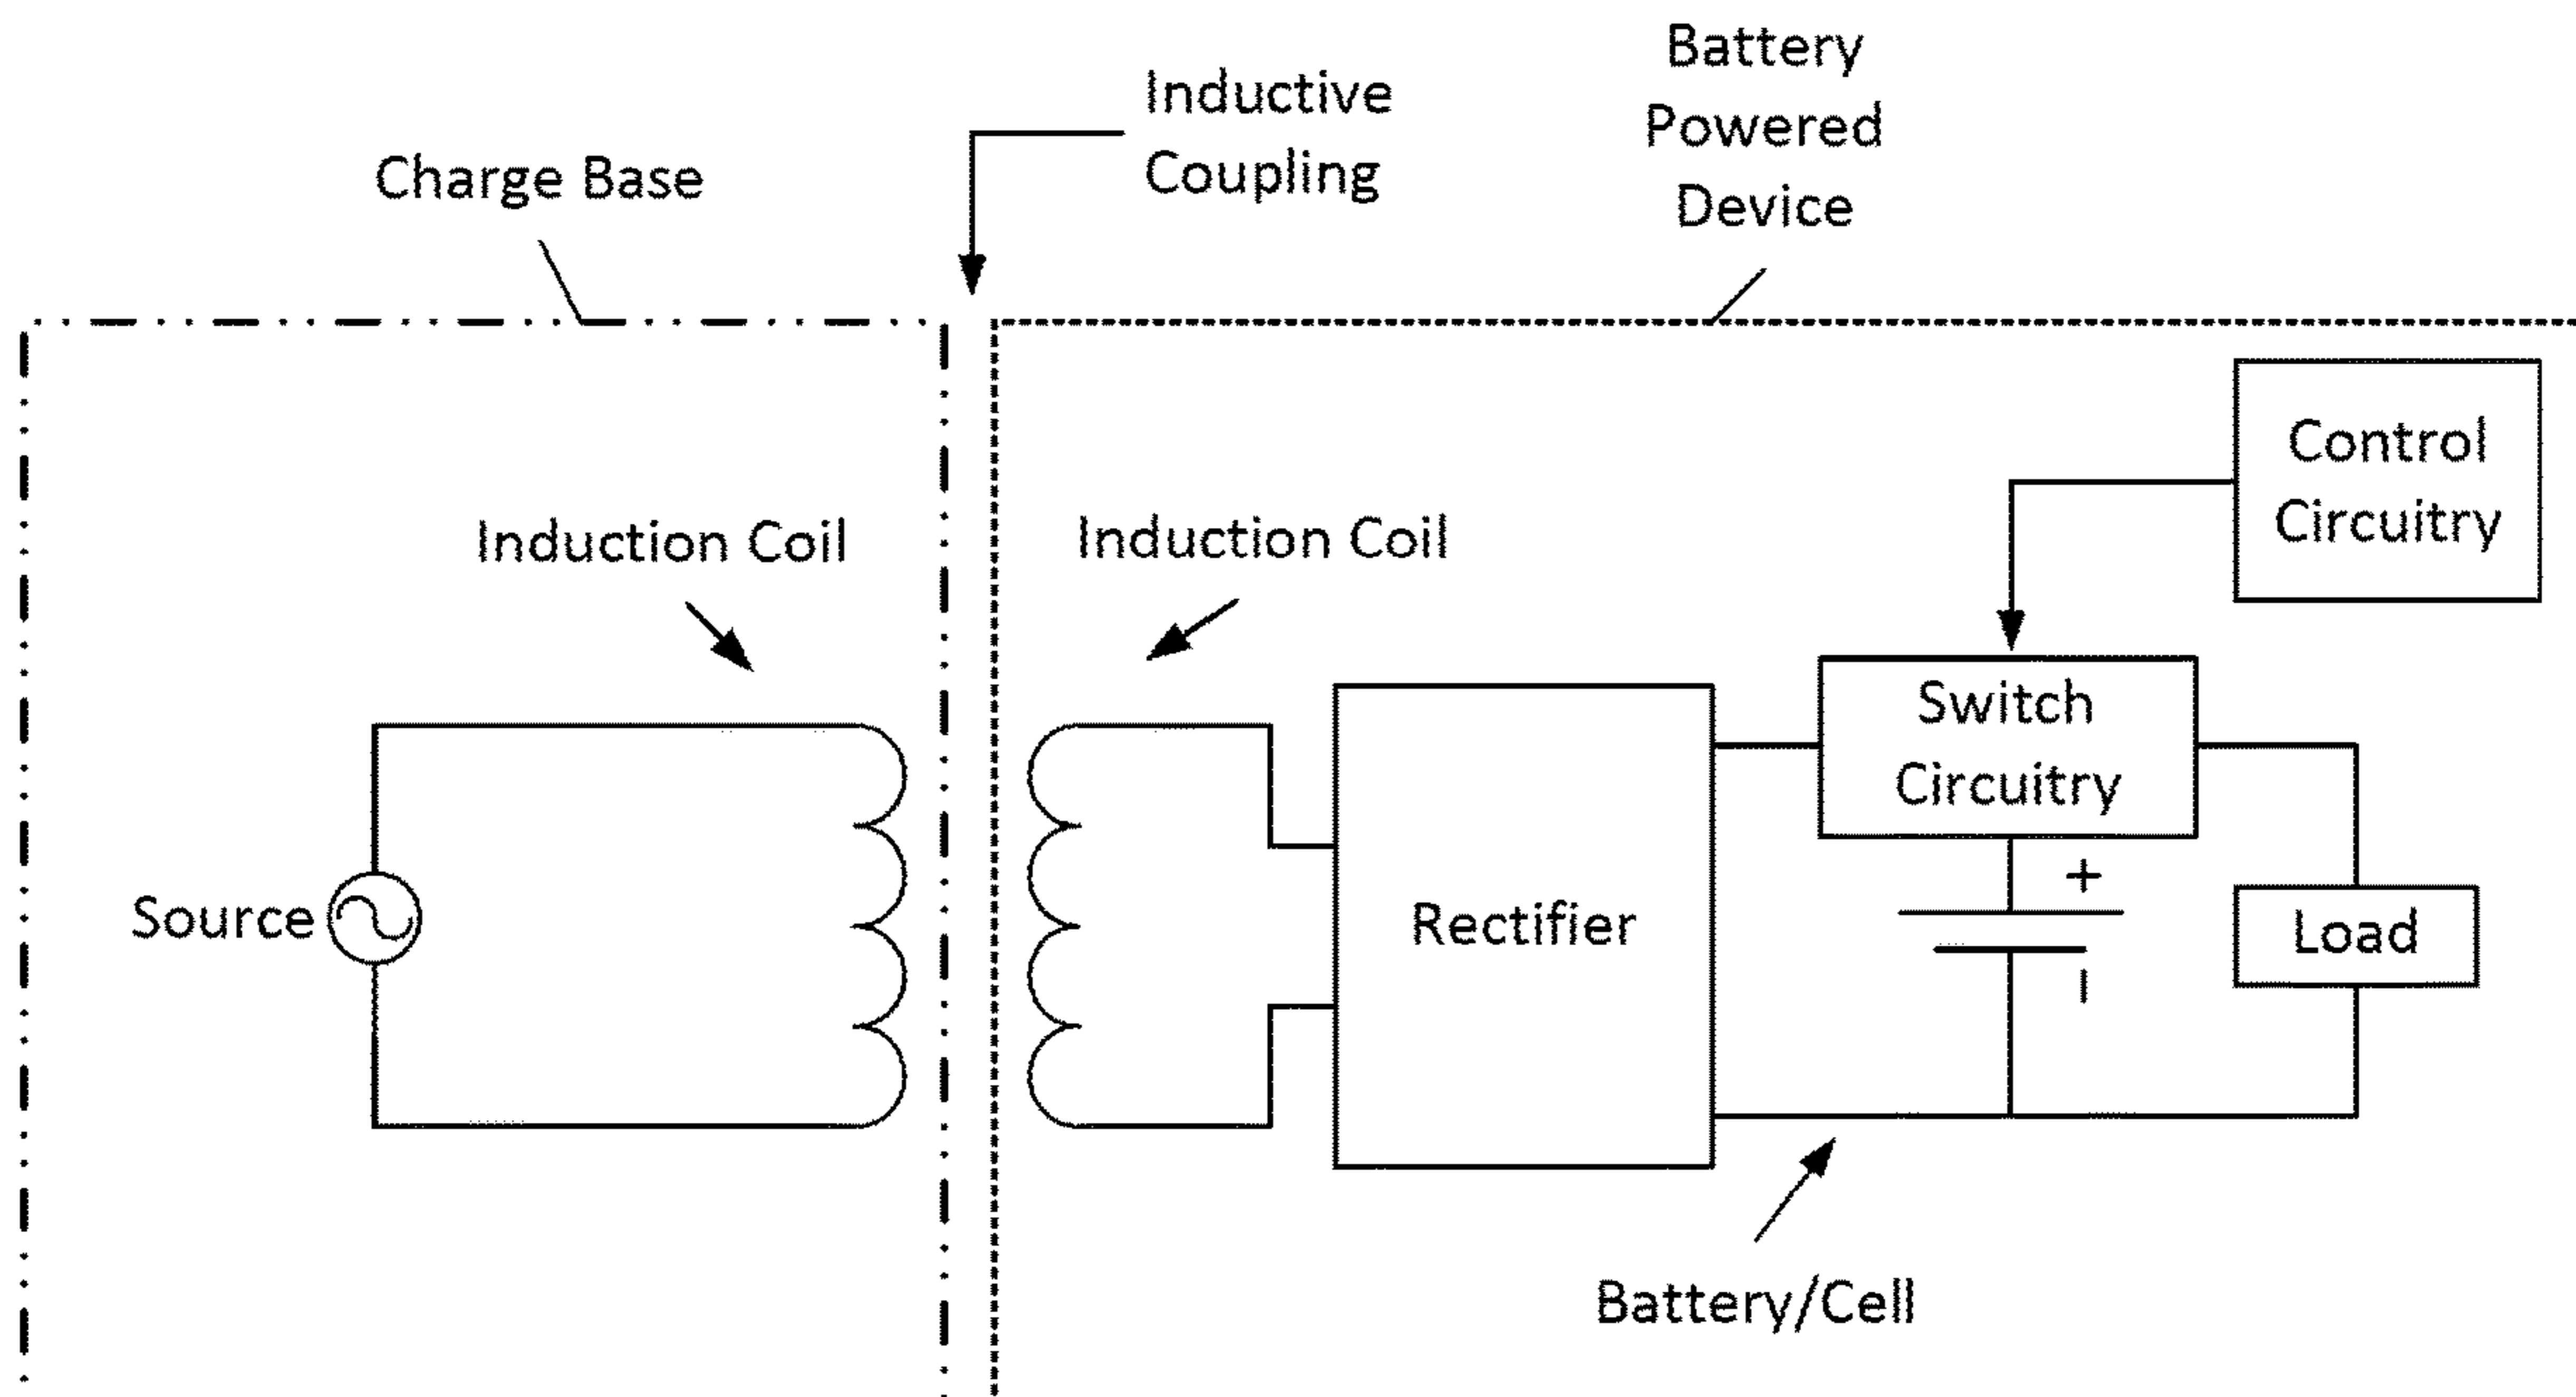 Battery
Powered
Device
Inductive
Coupling
Charge Base
Control
Circuitry
Induction Coil
Induction Coil
Switch
Circuitry
+
Source
Rectifier
Load
–
Battery/Cell